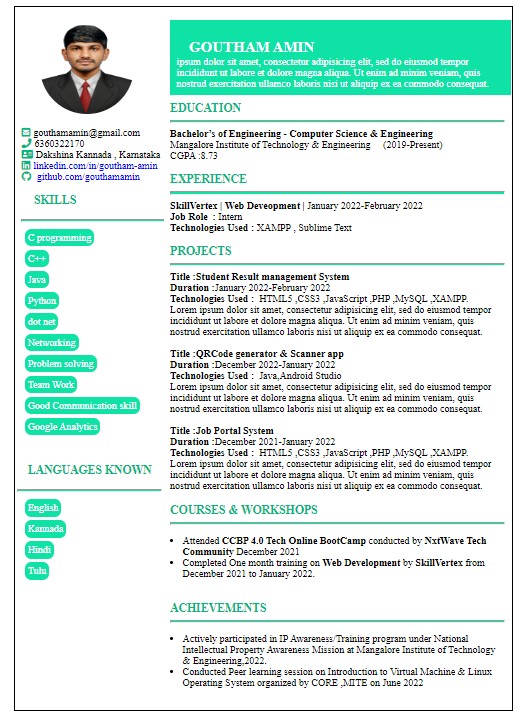 GOUTHAM AMIN
ipsum dolor sit amet, consectetur adipisicing elit, sed do eiusmod
incididunt ut labore et dolore magna aliqua. Ut enim ad minim veniam, quis
nostrud exercitation ullamco laboris nisi ut aliquip ex ea commodo consequat.
gouthamamin@gmail.com
6360322170
Dakshina Kannada , Karnataka
linkedin.com/in/goutham-amin
github.com/gouthamamin
SKILLS
C programming
C++
Java
Python
dot net
Networking
Problem solving
Team Work
Good Communication skill
Google Analytics
LANGUAGES KNOWN
English
Kannada
Hindi
Tulu
EDUCATION
Bachelor's of Engineering - Computer Science & Engineering
Mangalore Institute of Technology & Engineering (2019-Present)
CGPA :8.73
EXPERIENCE
SkillVertex | Web Deveopment | January 2022-February 2022
Job Role : Intern
Technologies Used : XAMPP , Sublime Text
PROJECTS
Title :Student Result management System
Duration :January 2022-February 2022
Technologies Used : HTML5 ,CSS3 ,JavaScript ,PHP ,MySQL ,XAMPP.
Lorem ipsum dolor sit amet, consectetur adipisicing elit, sed do eiusmod
incididunt ut labore et dolore magna aliqua. Ut enim ad minim veniam, quis
nostrud exercitation ullamco laboris nisi ut aliquip ex ea commodo consequat.
Title :QRCode generator & Scanner app
Duration :December 2022-January 2022
Technologies Used : Java,Android Studio
Lorem ipsum dolor sit amet, consectetur adipisicing elit, sed do eiusmod
incididunt ut labore et dolore magna aliqua. Ut enim ad minim veniam, quis
nostrud exercitation ullamco laboris nisi ut aliquip ex ea commodo consequat.
Title :Job Portal System
Duration :December 2021-January 2022
Technologies Used : HTML5 ,CSS3 ,JavaScript ,PHP ,MySQL ,XAMPP.
Lorem ipsum dolor sit amet, consectetur adipisicing elit, sed do eiusmod
incididunt ut labore et dolore magna aliqua. Ut enim ad minim veniam, quis
nostrud exercitation ullamco laboris nisi ut aliquip ex ea commodo consequat.
COURSES & WORKSHOPS
• Attended CCBP 4.0 Tech Online BootCamp conducted by NxtWave Tech
Community December 2021
• Completed One month training on Web Development by SkillVertex from
December 2021 to January 2022.
ACHIEVEMENTS
• Actively participated in IP Awareness/Training program under National
Intellectual Property Awareness Mission at Mangalore Institute of Technology
& Engineering,2022.
• Conducted Peer learning session on Introduction to Virtual Machine & Linux
Operating System organized by CORE ,MITE on June 2022